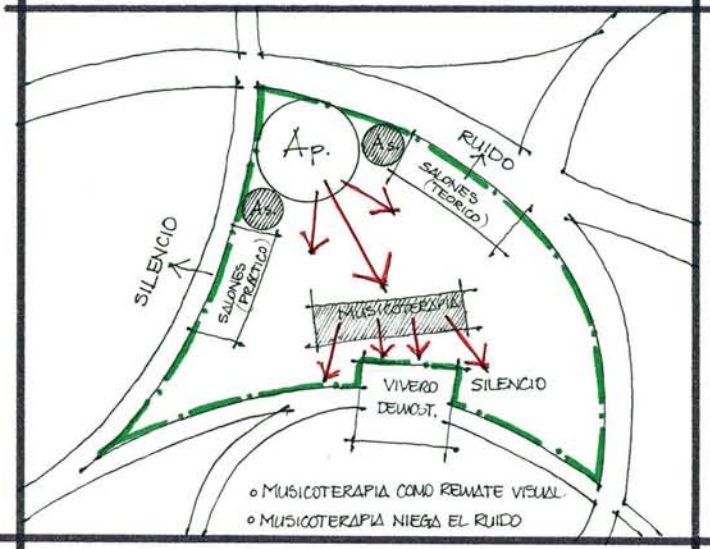 Ap.
As.
RUIDO
SALONES
(TEORICO)
As.
SILENCIO
SALONES
(PRACTICO)
MUSICOTERAPIA
VIVERO
DEMOST.
SILENCIO
o MUSICOTERAPIA COMO REMATE VISUAL
o MUSICOTERAPIA NIEGA EL RUIDO